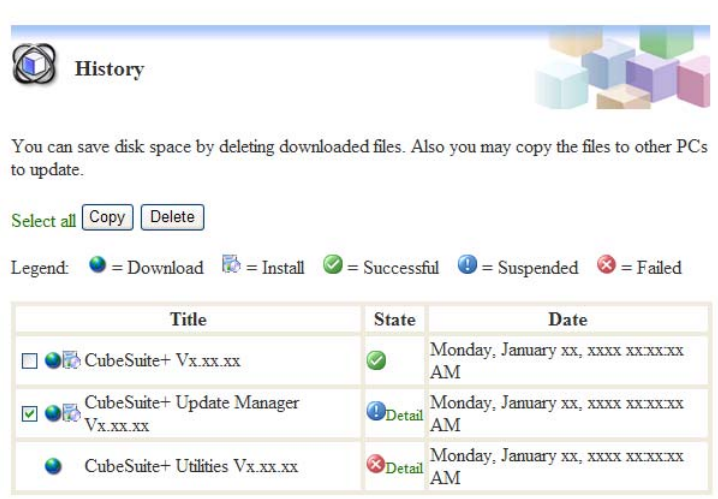 History
You can save disk space by deleting downloaded files. Also you may copy the files to other PCs
to update.
Select all Copy Delete
Legend: = Download = Install = Successful = Suspended = Failed
Title State Date
CubeSuite+ Vx.xx.xx Monday, January xx, xxxx xx:xx:xx
AM
CubeSuite+ Update Manager Monday, January xx, xxxx xx:xx:xx
Vx.xx.xx Detail AM
CubeSuite+ Utilities Vx.xx.xx Detail Monday, January xx, xxxx xx:xx:xx
AM